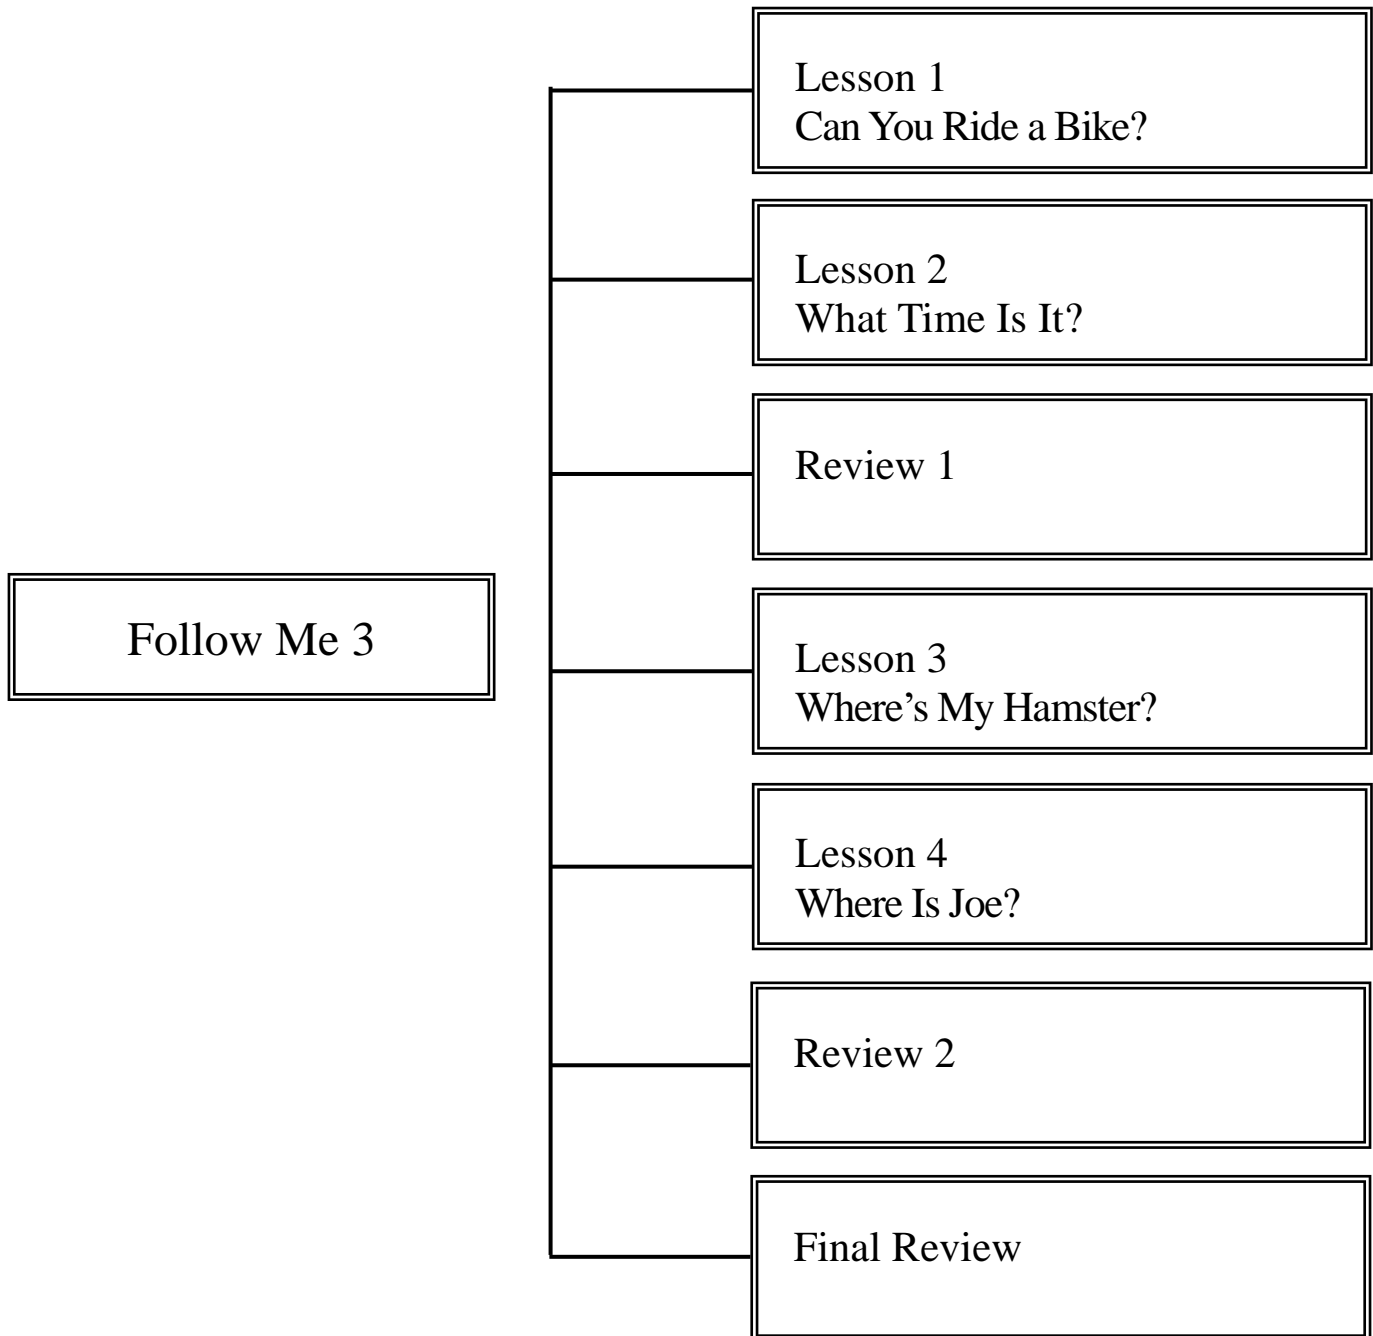 Follow Me 3
Lesson 1
Can You Ride a Bike?
Lesson 2
What Time Is It?
Review 1
Lesson 3
Where’s My Hamster?
Lesson 4
Where Is Joe?
Review 2
Final Review